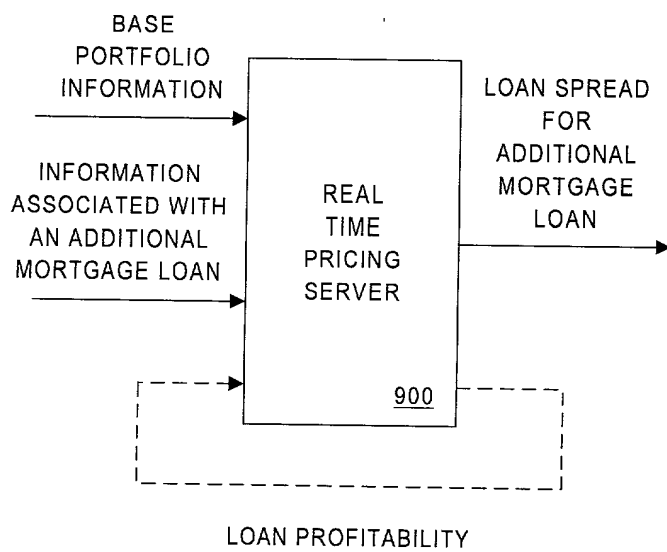 BASE
PORTFOLIO
INFORMATION
INFORMATION
ASSOCIATED WITH
AN ADDITIONAL
MORTGAGE LOAN
REAL
TIME
PRICING
SERVER
900
LOAN SPREAD
FOR
ADDITIONAL
MORTGAGE
LOAN
LOAN PROFITABILITY